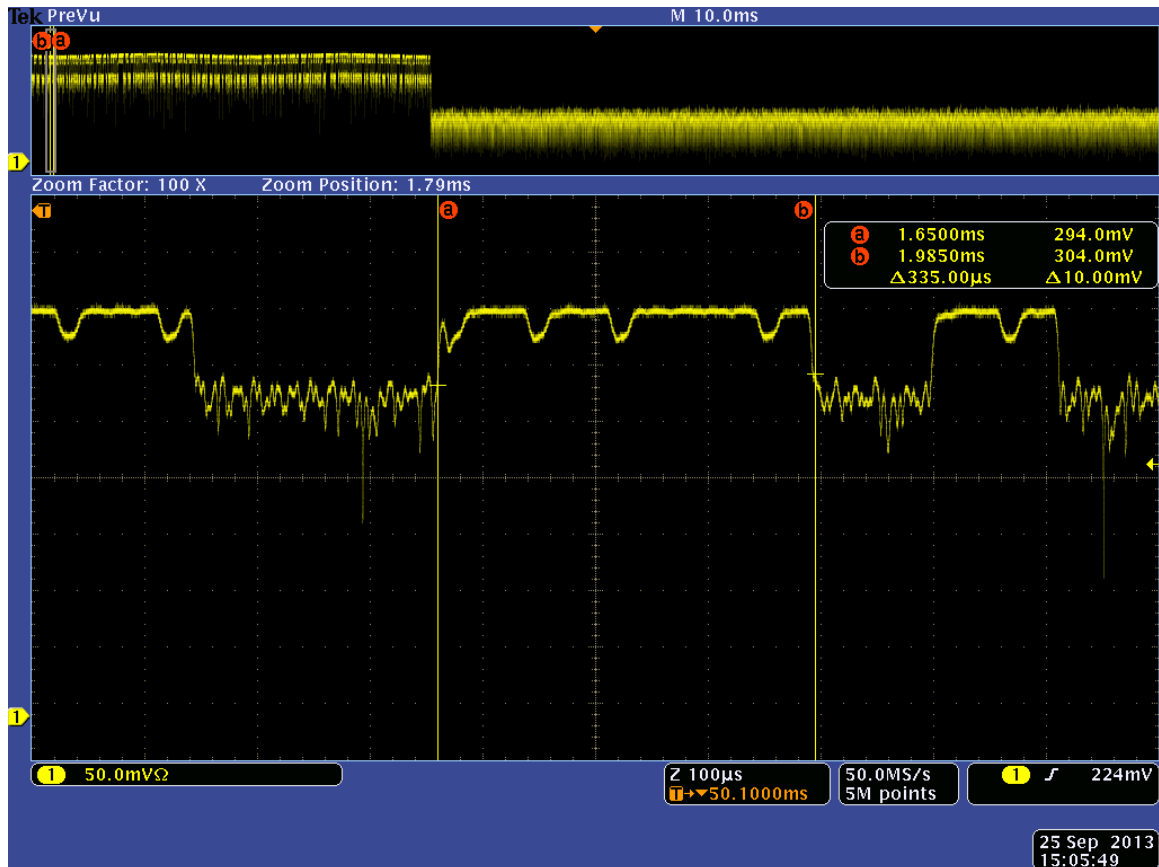 Tek PreVu M 10.0ms
b a
1
Zoom Factor: 100 X Zoom Position: 1.79ms
T a b
a 1.6500ms 294.0mV
b 1.9850ms 304.0mV
Δ335.00µs Δ10.00mV
1
1 50.0mVΩ Z 100µs 50.0MS/s 1 224mV
T→▼50.1000ms 5M points
25 Sep 2013
15:05:49